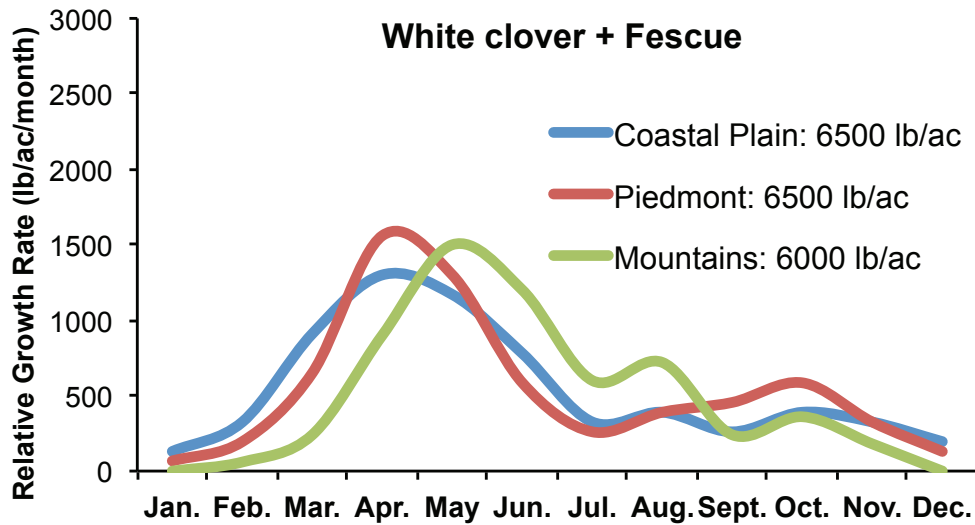 White clover + Fescue
Relative Growth Rate (lb/ac/month)
3000
2500
2000
1500
1000
500
0
Coastal Plain: 6500 lb/ac
Piedmont: 6500 lb/ac
Mountains: 6000 lb/ac
Jan. Feb. Mar. Apr. May Jun. Jul. Aug. Sept. Oct. Nov. Dec.